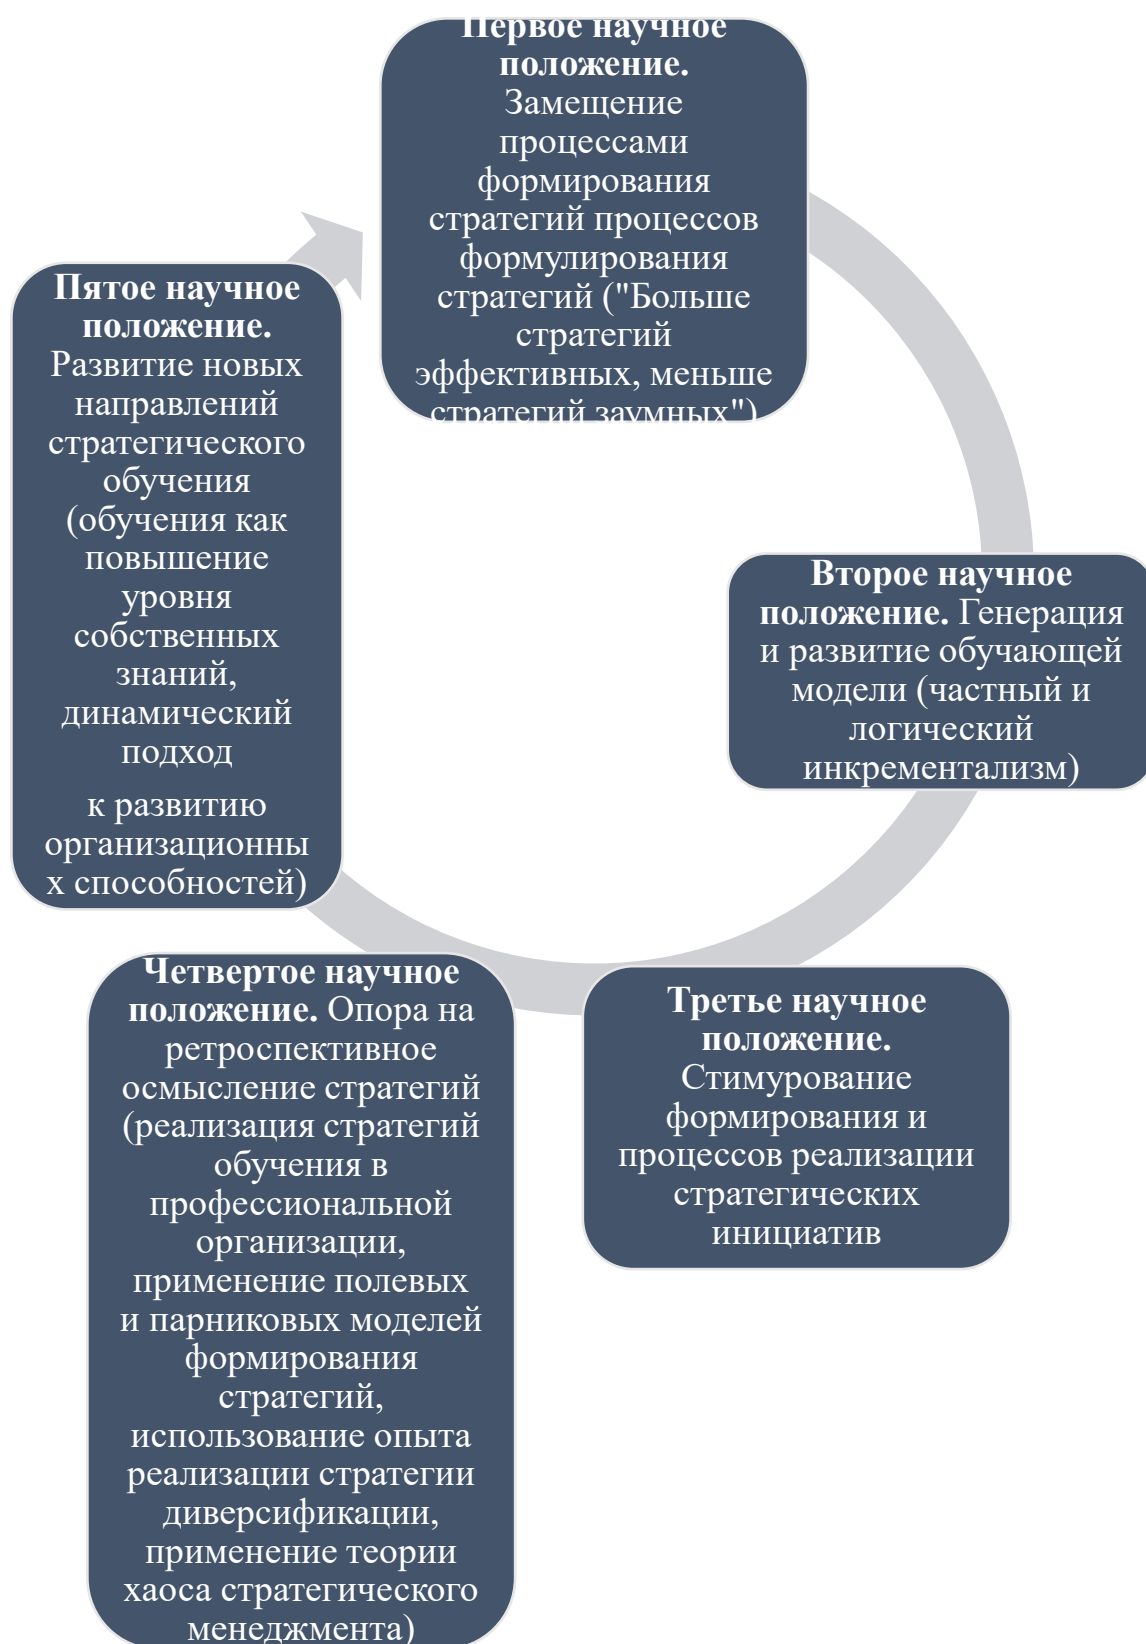 Первое научное
положение.
Замещение
процессами
формирования
стратегий процессов
формулирования
стратегий ("Больше
стратегий
эффективных, меньше
стратегий заумных")
Второе научное
положение. Генерация
и развитие обучающей
модели (частный и
логический
инкрементализм)
Третье научное
положение.
Стимурование
формирования и
процессов реализации
стратегических
инициатив
Четвертое научное
положение. Опора на
ретроспективное
осмысление стратегий
(реализация стратегий
обучения в
профессиональной
организации,
применение полевых
и парниковых моделей
формирования
стратегий,
использование опыта
реализации стратегии
диверсификации,
применение теории
хаоса стратегического
менеджмента)
Пятое научное
положение.
Развитие новых
направлений
стратегического
обучения
(обучения как
повышение
уровня
собственных
знаний,
динамический
подход
к развитию
организационны
х способностей)